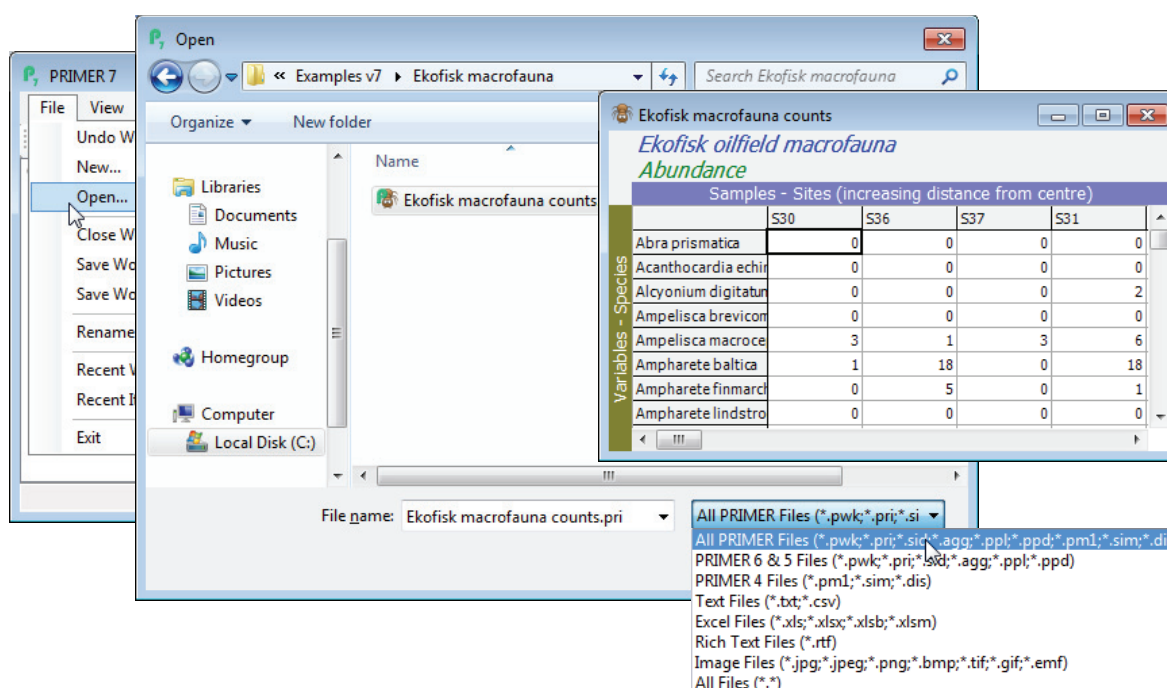 PRIMER 7
File View
Undo W
New...
Open...
Close W
Save Wo
Save Wo
Rename
Recent W
Recent It
Exit
Open
« Examples v7 Ekofisk macrofauna
Search Ekofisk macrofauna
Organize New folder
Libraries
Documents
Music
Pictures
Videos
Homegroup
Computer
Local Disk (C:)
Name
Ekofisk macrofauna counts
File name: Ekofisk macrofauna counts.pri
All PRIMER Files (*.pwk;*.pri;*.si
All PRIMER Files (*.pwk;*.pri;*.sid;*.agg;*.ppl;*.ppd;*.pm1;*.sim;*.di
PRIMER 6 & 5 Files (*.pwk;*.pri;*.sid;*.agg;*.ppl;*.ppd)
PRIMER 4 Files (*.pm1;*.sim;*.dis)
Text Files (*.txt;*.csv)
Excel Files (*.xls;*.xlsx;*.xlsb;*.xlsm)
Rich Text Files (*.rtf)
Image Files (*.jpg;*.jpeg;*.png;*.bmp;*.tif;*.gif;*.emf)
All Files (*.*)
Ekofisk macrofauna counts
Ekofisk oilfield macrofauna
Abundance
Samples - Sites (increasing distance from centre)
Variables - Species
S30 S36 S37 S31
Abra prismatica 0 0 0 0
Acanthocardia echir 0 0 0 0
Alcyonium digitatun 0 0 0 2
Ampelisca brevicom 0 0 0 0
Ampelisca macroce 3 1 3 6
Ampharete baltica 1 18 0 18
Ampharete finmarch 0 5 0 1
Ampharete lindstro 0 0 0 0